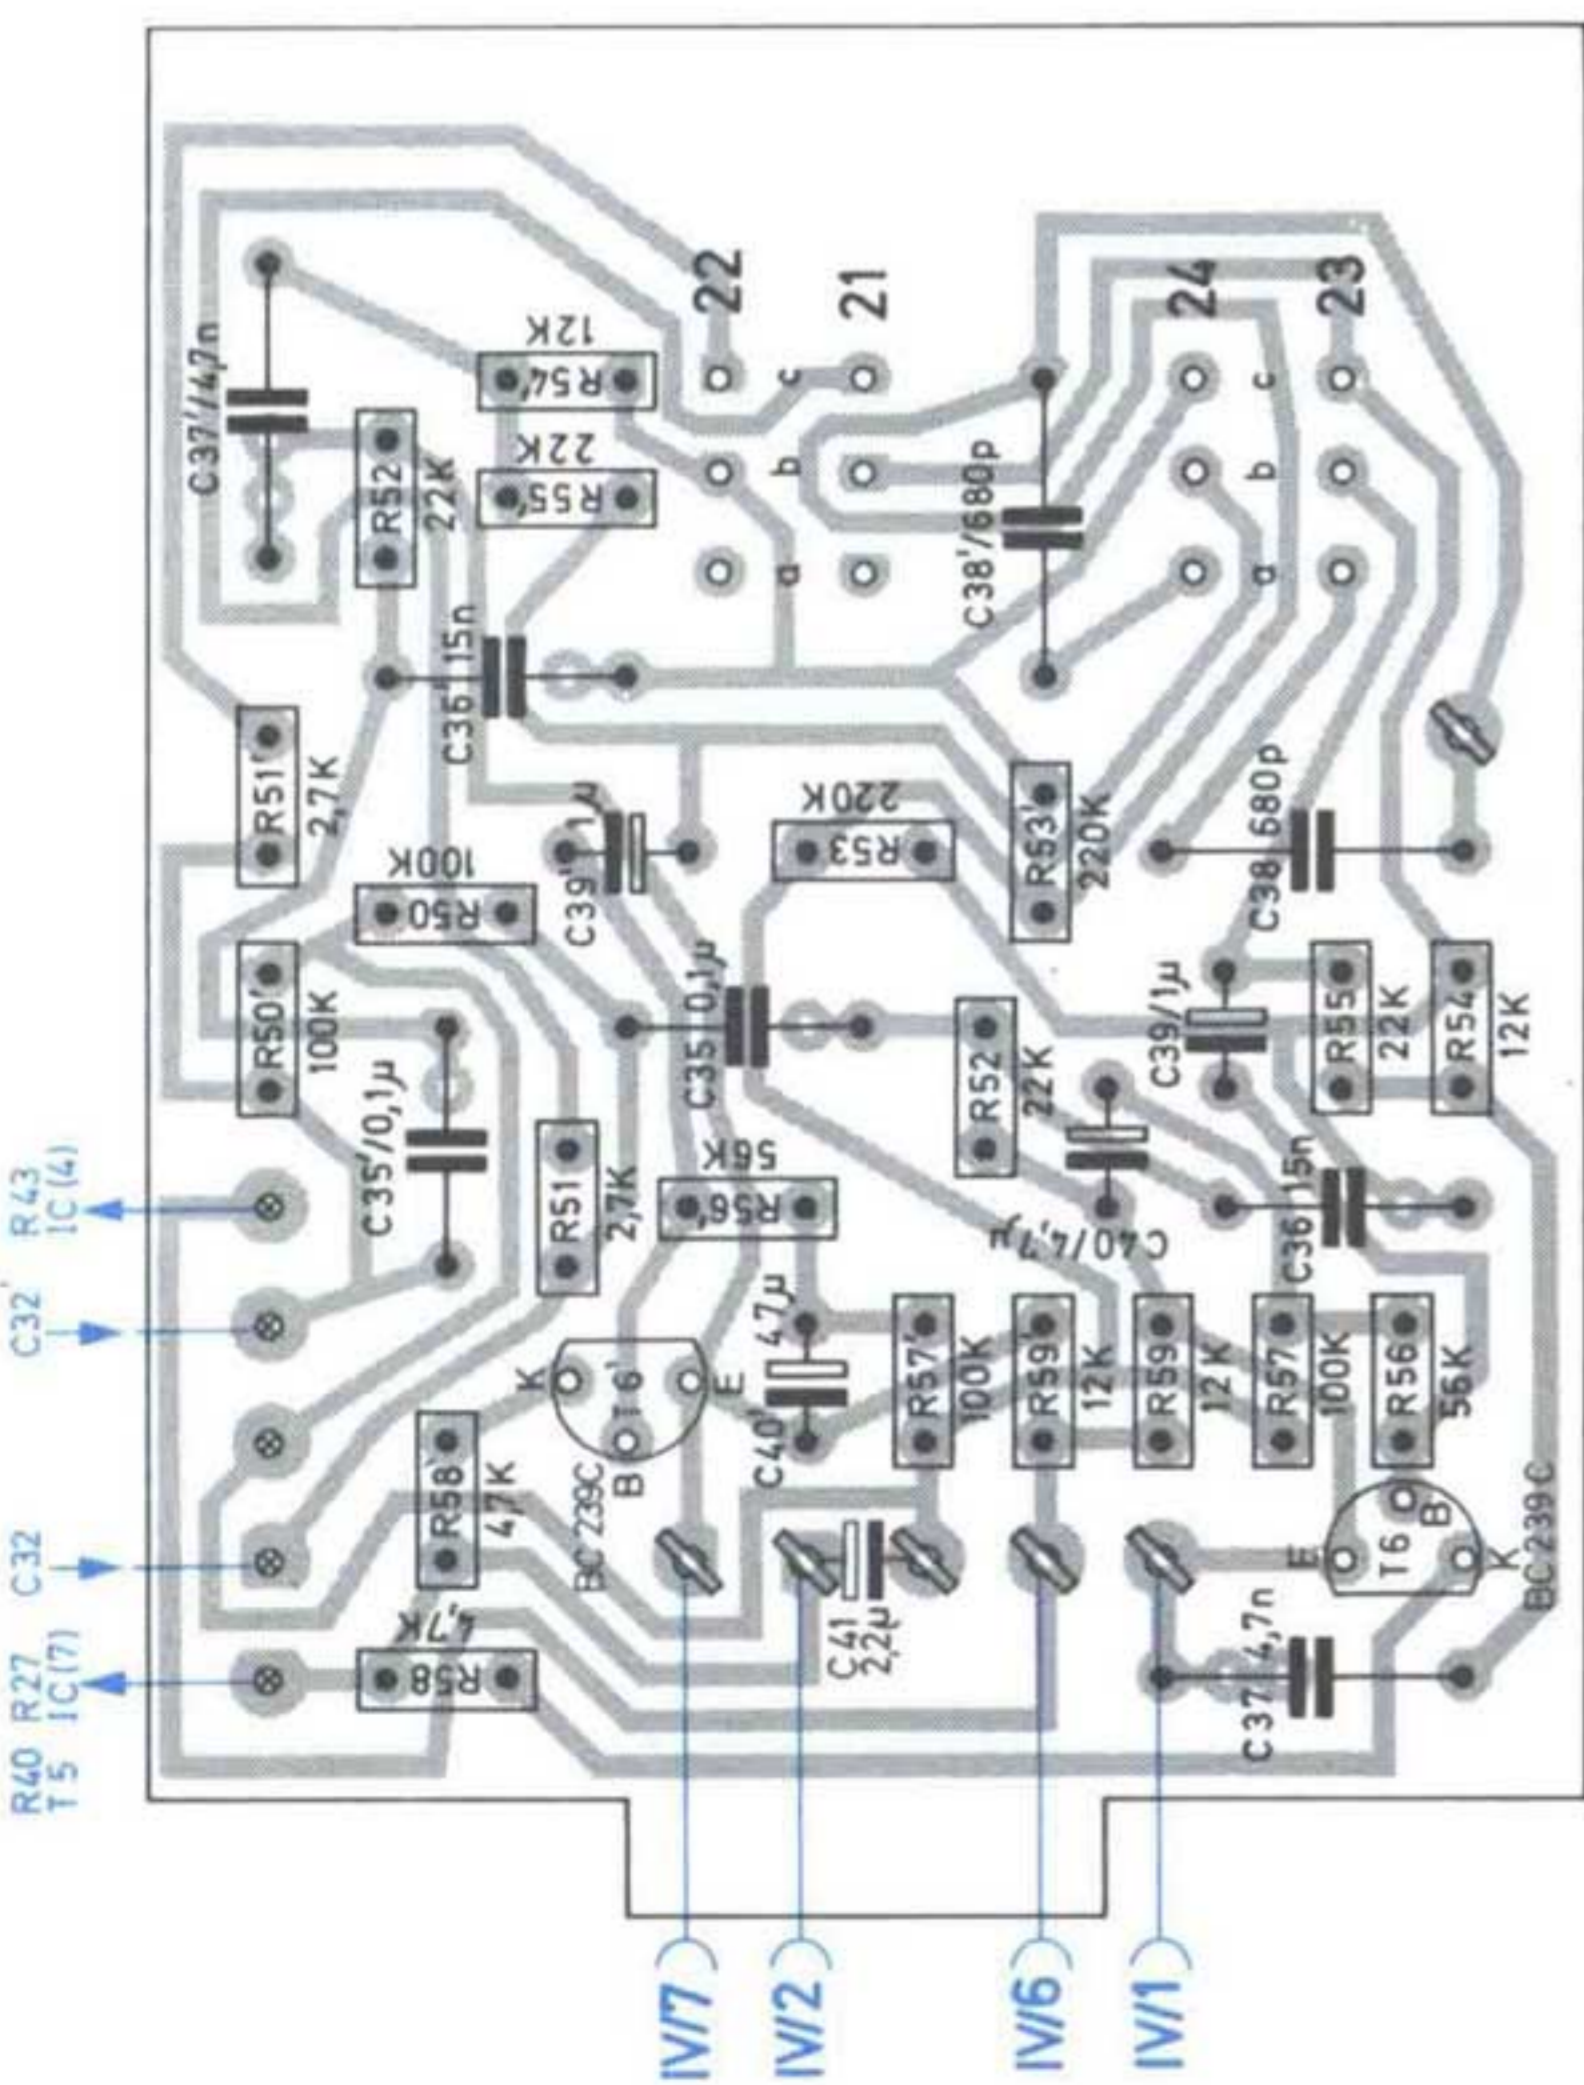 R40 R27
T5 IC(7)
C32
C32'
R43
IC(4)
C37'/4,7n
R52'
22K
R54'
12K
R55'
22K
22
21
24
23
a
b
c
a
b
c
C36' 15n
C38'/680p
R51'
2,7K
R50
100K
C39' 1µ
R53
220K
R53'
220K
C38 680p
R50'
100K
C35'/0,1µ
C35 0,1µ
R52
22K
C39/1µ
R55
22K
R54
12K
R51
2,7K
R56'
56K
C40/4,7µ
C36 15n
K
T6'
E
B
BC 239C
C40' 4,7µ
R57'
100K
R59'
12K
R59
12K
R57
100K
R56
56K
R58'
4,7K
R58
4,7K
C41
2,2µ
C37 4,7n
E
T6
B
K
BC 239C
IV/7
IV/2
IV/6
IV/1